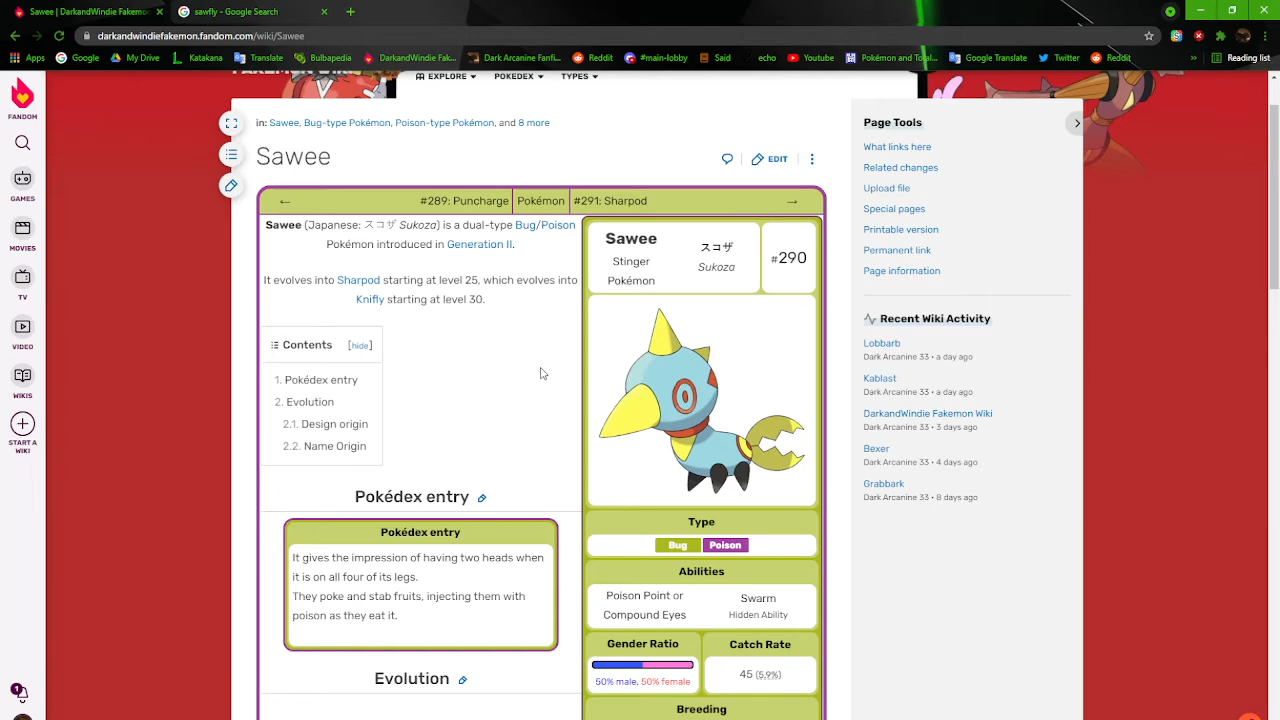 Sawee | DarkandWindie Fakemon
sawfly - Google Search
darkandwindiefakemon.fandom.com/wiki/Sawee
Apps
Google
Translate
My Drive
Katakana
Translate
Bulbapedia
DarkandWindie Fak...
Dark Arcanine Fanfi...
Reddit
#main-lobby
Said
echo
Youtube
Pokémon and Total...
Google Translate
Twitter
Reddit
»
Reading list
EXPLORE
POKEDEX
TYPES
FANDOM
GAMES
MOVIES
TV
VIDEO
WIKIS
START A
WIKI
1
in: Sawee, Bug-type Pokémon, Poison-type Pokémon, and 8 more
Sawee
EDIT
← #289: Puncharge Pokémon #291: Sharpod →
Sawee (Japanese: スコザ Sukoza) is a dual-type Bug/Poison
Pokémon introduced in Generation II.
It evolves into Sharpod starting at level 25, which evolves into
Knifly starting at level 30.
Contents [hide]
1. Pokédex entry
2. Evolution
2.1. Design origin
2.2. Name Origin
Pokédex entry
Pokédex entry
It gives the impression of having two heads when
it is on all four of its legs.
They poke and stab fruits, injecting them with
poison as they eat it.
Evolution
Sawee
Stinger
Pokémon
スコザ
Sukoza
#290
Type
Bug Poison
Abilities
Poison Point or
Compound Eyes
Swarm
Hidden Ability
Gender Ratio
50% male, 50% female
Catch Rate
45 (5.9%)
Breeding
Page Tools
What links here
Related changes
Upload file
Special pages
Printable version
Permanent link
Page information
Recent Wiki Activity
Lobbarb
Dark Arcanine 33 • a day ago
Kablast
Dark Arcanine 33 • a day ago
DarkandWindie Fakemon Wiki
Dark Arcanine 33 • 3 days ago
Bexer
Dark Arcanine 33 • 4 days ago
Grabbark
Dark Arcanine 33 • 8 days ago